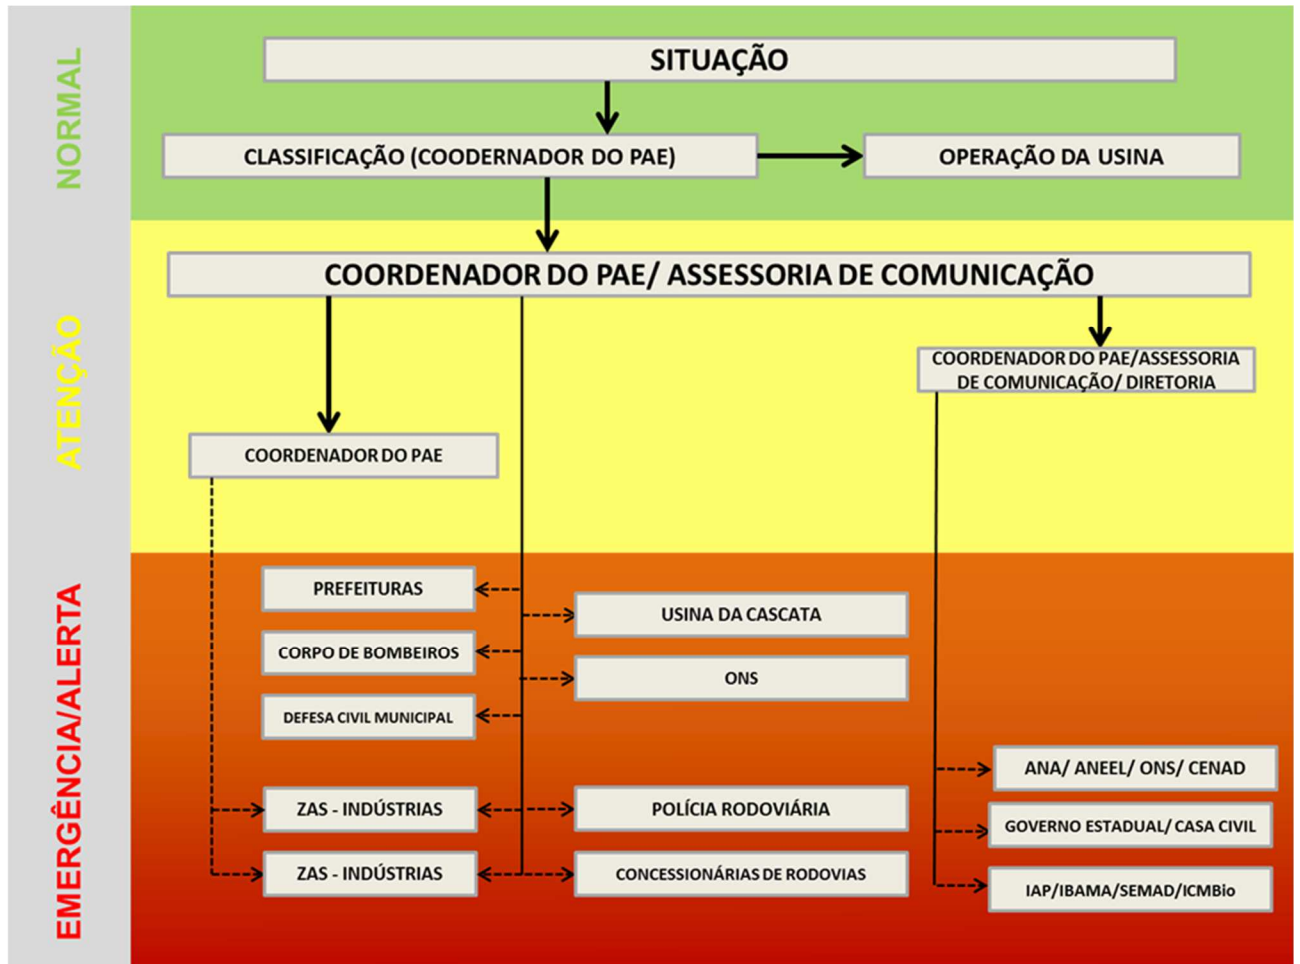 NORMAL
SITUAÇÃO
CLASSIFICAÇÃO (COODERNADOR DO PAE)
OPERAÇÃO DA USINA
ATENÇÃO
COORDENADOR DO PAE/ ASSESSORIA DE COMUNICAÇÃO
COORDENADOR DO PAE/ASSESSORIA
DE COMUNICAÇÃO/ DIRETORIA
COORDENADOR DO PAE
EMERGÊNCIA/ALERTA
PREFEITURAS
USINA DA CASCATA
CORPO DE BOMBEIROS
ONS
DEFESA CIVIL MUNICIPAL
ANA/ ANEEL/ ONS/ CENAD
ZAS - INDÚSTRIAS
POLÍCIA RODOVIÁRIA
GOVERNO ESTADUAL/ CASA CIVIL
ZAS - INDÚSTRIAS
CONCESSIONÁRIAS DE RODOVIAS
IAP/IBAMA/SEMAD/ICMBio